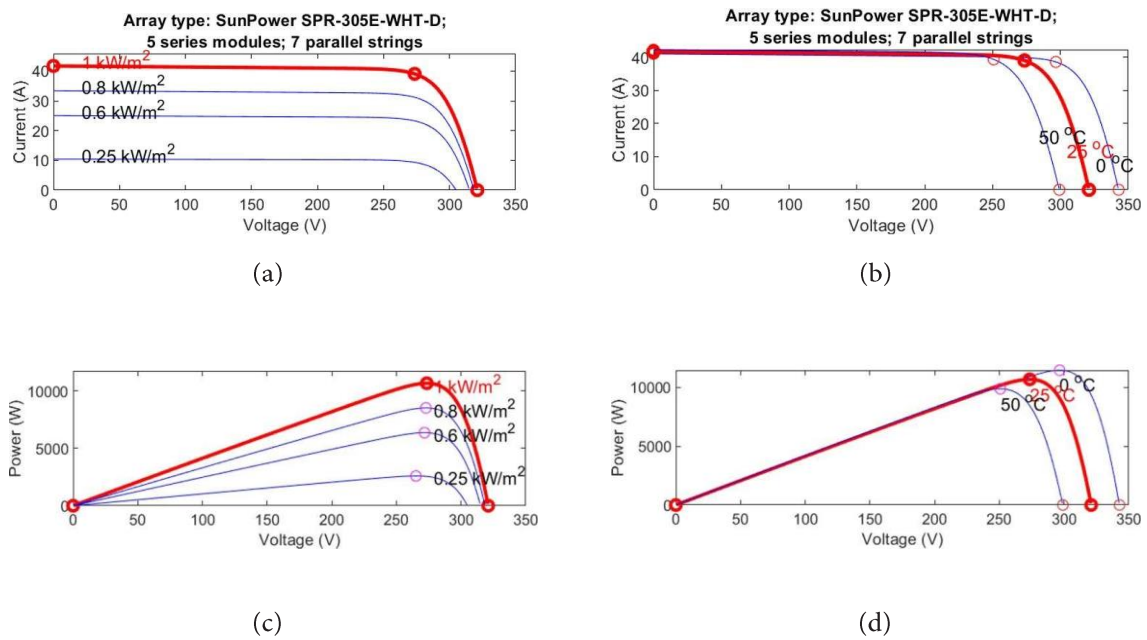 Array type: SunPower SPR-305E-WHT-D;
5 series modules; 7 parallel strings
Current (A)
40
30
20
10
0
1 kW/m²
0.8 kW/m²
0.6 kW/m²
0.25 kW/m²
0 50 100 150 200 250 300 350
Voltage (V)
(a)
Array type: SunPower SPR-305E-WHT-D;
5 series modules; 7 parallel strings
Current (A)
40
30
20
10
0
50 °C
25 °C
0 °C
0 50 100 150 200 250 300 350
Voltage (V)
(b)
Power (W)
10000
5000
0
1 kW/m²
0.8 kW/m²
0.6 kW/m²
0.25 kW/m²
0 50 100 150 200 250 300 350
Voltage (V)
(c)
Power (W)
10000
5000
0
0 °C
25 °C
50 °C
0 50 100 150 200 250 300 350
Voltage (V)
(d)